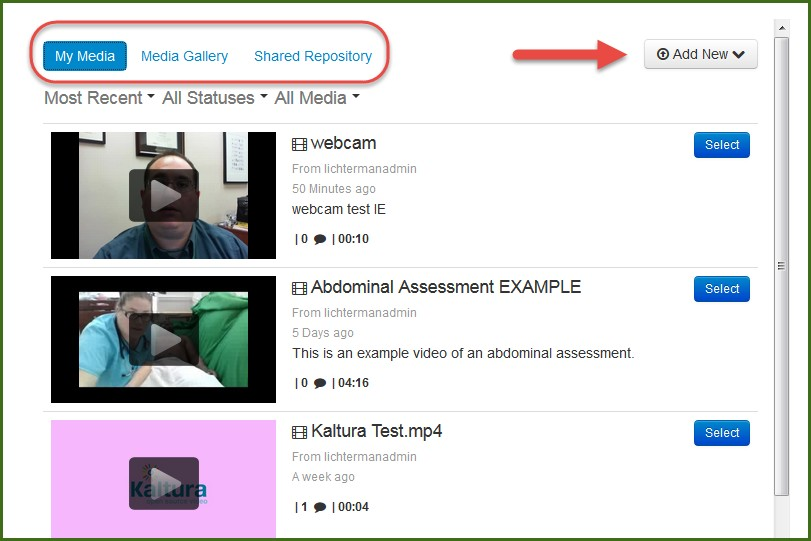 My Media Media Gallery Shared Repository Add New
Most Recent All Statuses All Media
webcam
Select
From lichtermanadmin
50 Minutes ago
webcam test IE
| 0 | 00:10
Abdominal Assessment EXAMPLE
Select
From lichtermanadmin
5 Days ago
This is an example video of an abdominal assessment.
| 0 | 04:16
Kaltura Test.mp4
Select
From lichtermanadmin
A week ago
Kaltura
| 1 | 00:04